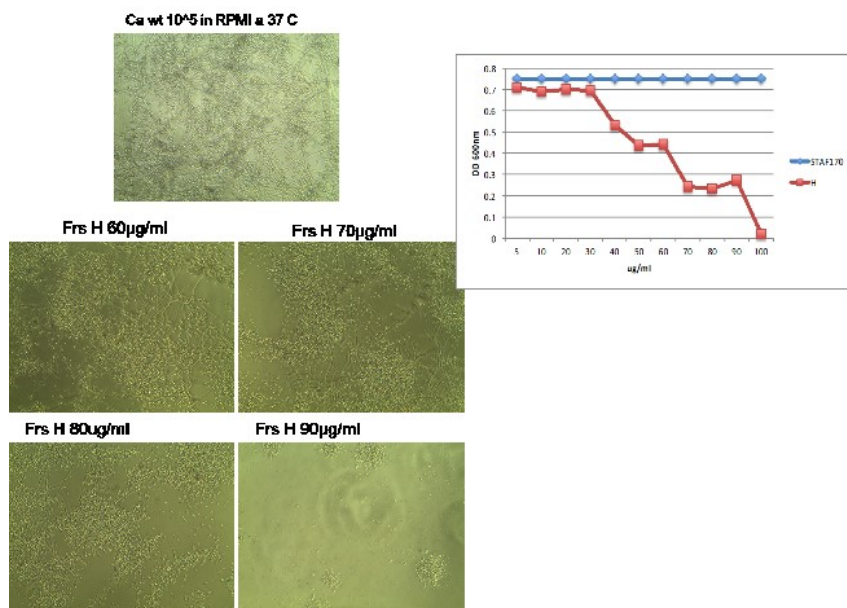 Ca wt 10^5 in RPMI a 37 C
Frs H 60µg/ml
Frs H 70µg/ml
Frs H 80ug/ml
Frs H 90µg/ml
0.8
0.7
0.6
0.5
0.4
0.3
0.2
0.1
0
OD 600nm
5 10 20 30 40 50 60 70 80 90 100
ug/ml
STAF170
H